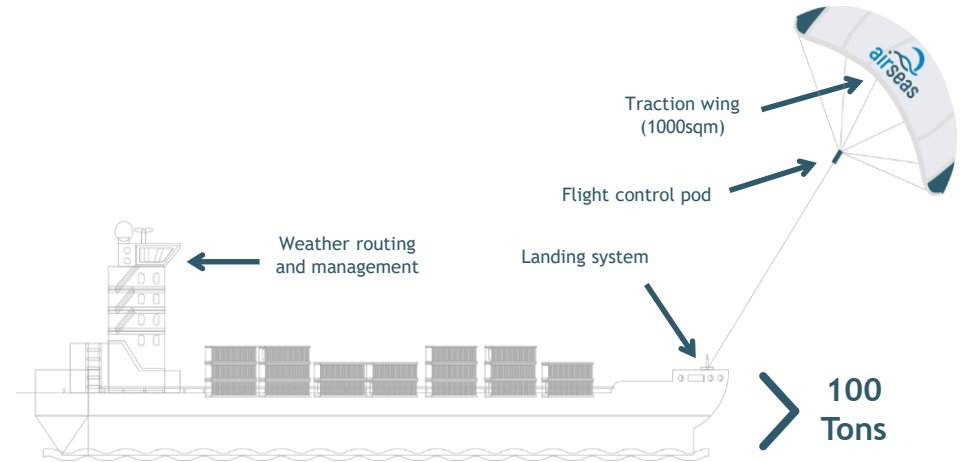 airseas
Traction wing
(1000sqm)
Flight control pod
Weather routing
and management
Landing system
100
Tons